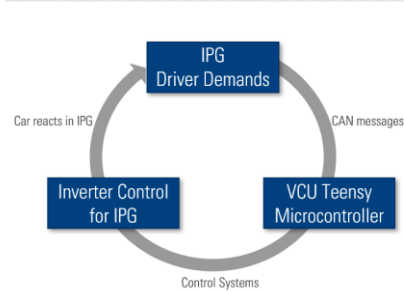 IPG
Driver Demands
Car reacts in IPG
CAN messages
Inverter Control
for IPG
VCU Teensy
Microcontroller
Control Systems